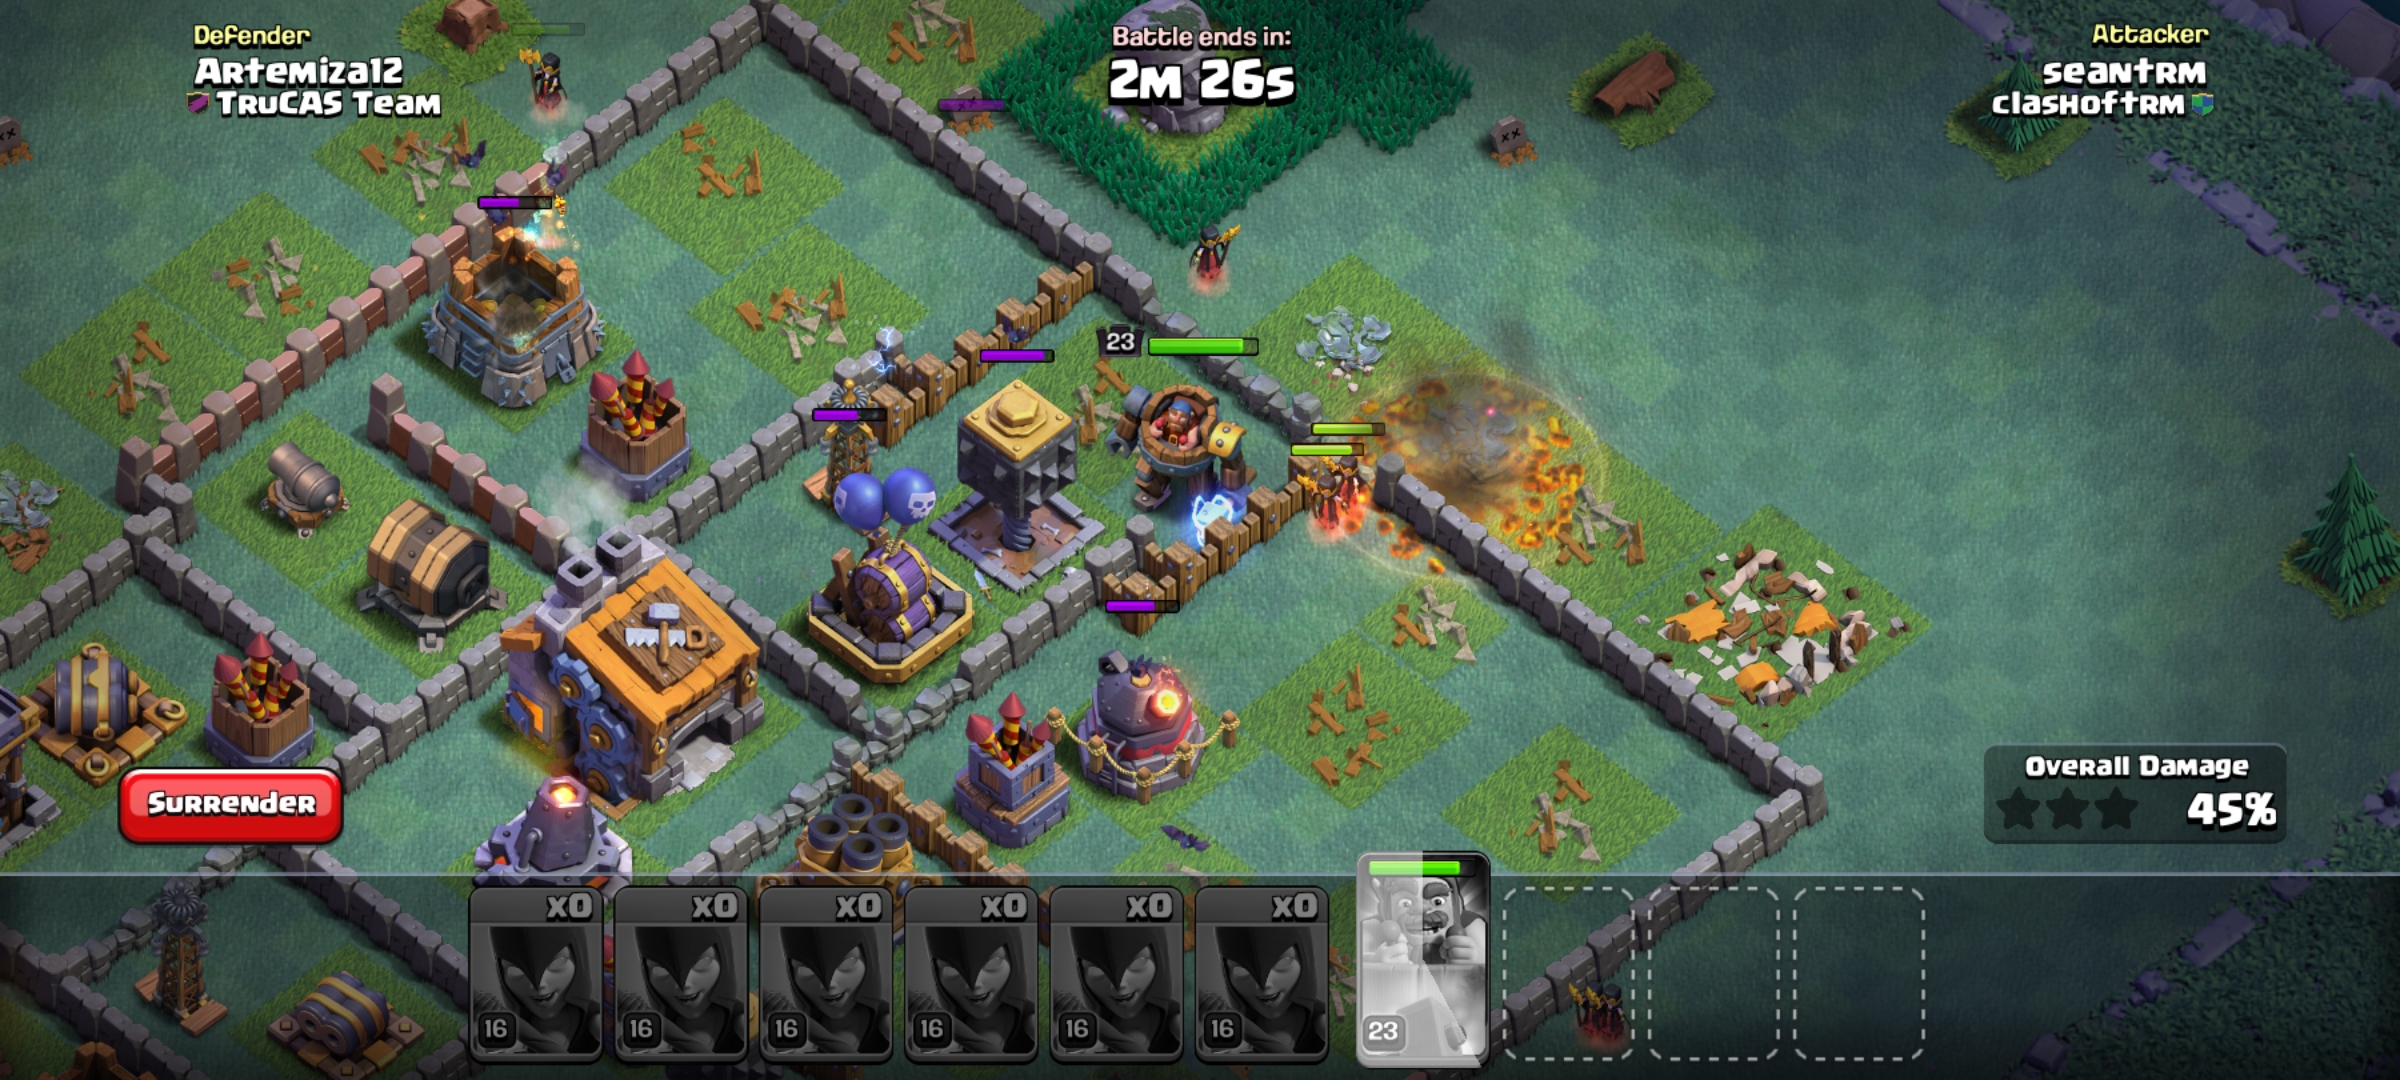 Defender
Artemiza12
TruCAS Team
Battle ends in:
2M 26s
Attacker
seantrm
clashoftrm
23
Surrender
Overall Damage
45%
x0
x0
x0
x0
x0
x0
16
16
16
16
16
16
23